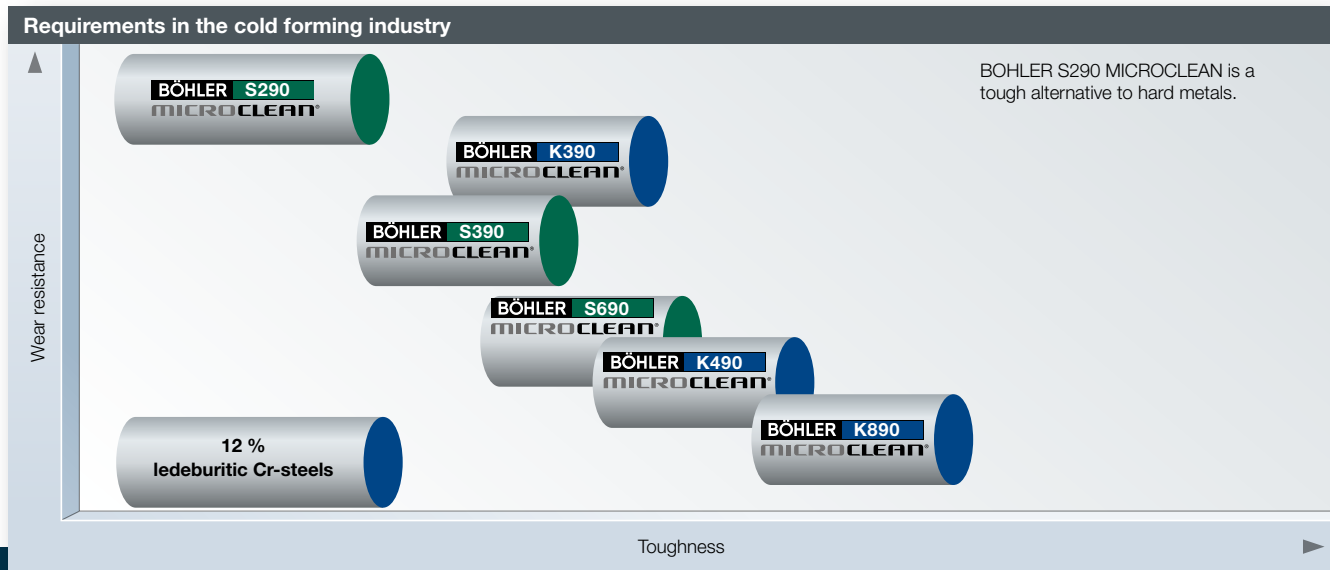 Requirements in the cold forming industry
BOHLER S290 MICROCLEAN is a
tough alternative to hard metals.
BÖHLER S290
MICROCLEAN®
BÖHLER K390
MICROCLEAN®
BÖHLER S390
MICROCLEAN®
BÖHLER S690
MICROCLEAN®
BÖHLER K490
MICROCLEAN®
BÖHLER K890
MICROCLEAN®
12 %
ledeburitic Cr-steels
Wear resistance
Toughness